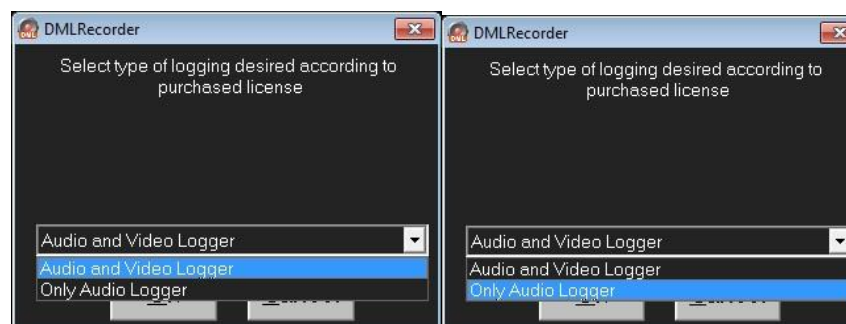 DMLRecorder
Select type of logging desired according to
purchased license
Audio and Video Logger
Audio and Video Logger
Only Audio Logger
DMLRecorder
Select type of logging desired according to
purchased license
Audio and Video Logger
Audio and Video Logger
Only Audio Logger